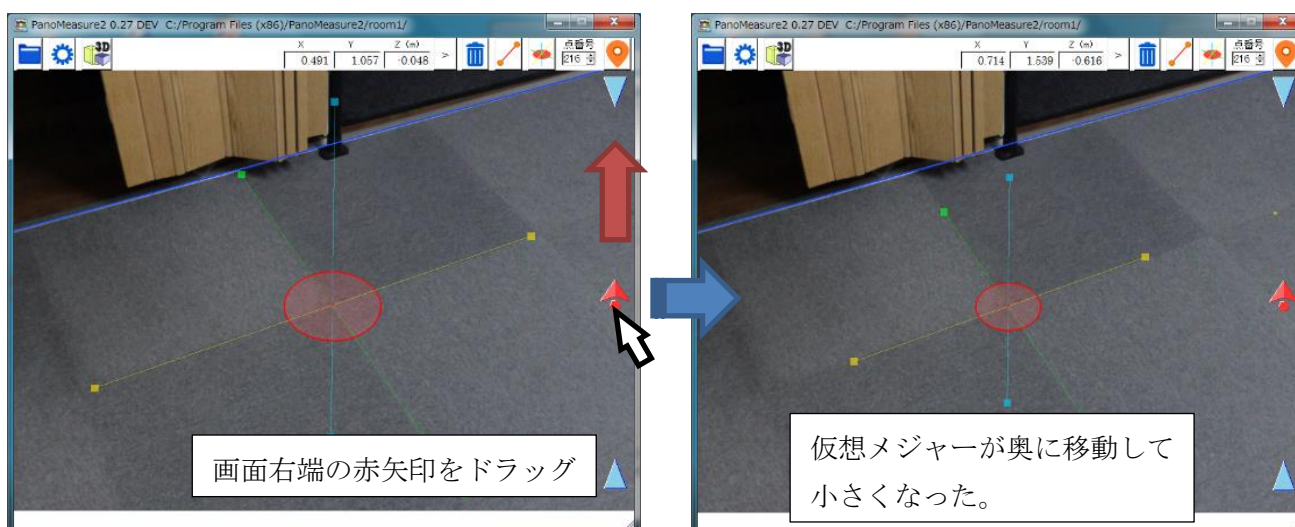 PanoMeasure2 0.27 DEV C:/Program Files (x86)/PanoMeasure2/room1/
3D
X Y Z (m)
0.491 1.057 -0.048 >
点番号
216
画面右端の赤矢印をドラッグ
PanoMeasure2 0.27 DEV C:/Program Files (x86)/PanoMeasure2/room1/
3D
X Y Z (m)
0.714 1.539 -0.616 >
点番号
216
仮想メジャーが奥に移動して
小さくなった。